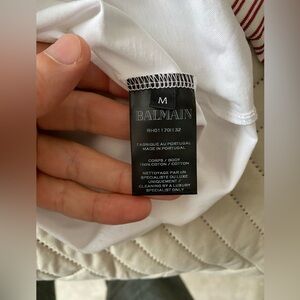 M
BALMAIN
RH01170I132
FABRIQUE AU PORTUGAL
MADE IN PORTUGAL
CORPS / BODY
100%COTON / COTTON
NETTOYAGE PAR UN
SPECIALISTE DU LUXE
UNIQUEMENT /
CLEANING BY A LUXURY
SPECIALIST ONLY